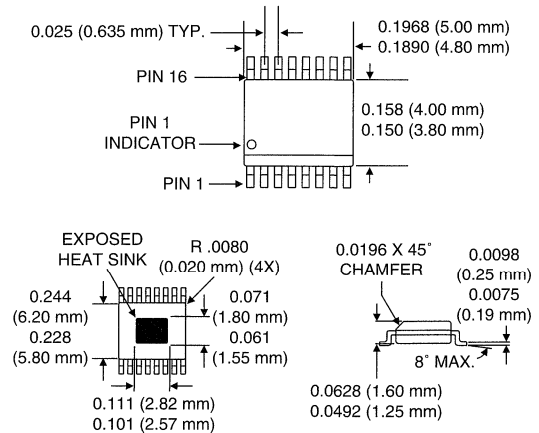 0.025 (0.635 mm) TYP.
0.1968 (5.00 mm)
0.1890 (4.80 mm)
PIN 16
0.158 (4.00 mm)
0.150 (3.80 mm)
PIN 1
INDICATOR
PIN 1
EXPOSED
HEAT SINK
R .0080
(0.020 mm) (4X)
0.244
(6.20 mm)
0.228
(5.80 mm)
0.071
(1.80 mm)
0.061
(1.55 mm)
0.111 (2.82 mm)
0.101 (2.57 mm)
0.0196 X 45°
CHAMFER
0.0098
(0.25 mm)
0.0075
(0.19 mm)
8° MAX.
0.0628 (1.60 mm)
0.0492 (1.25 mm)